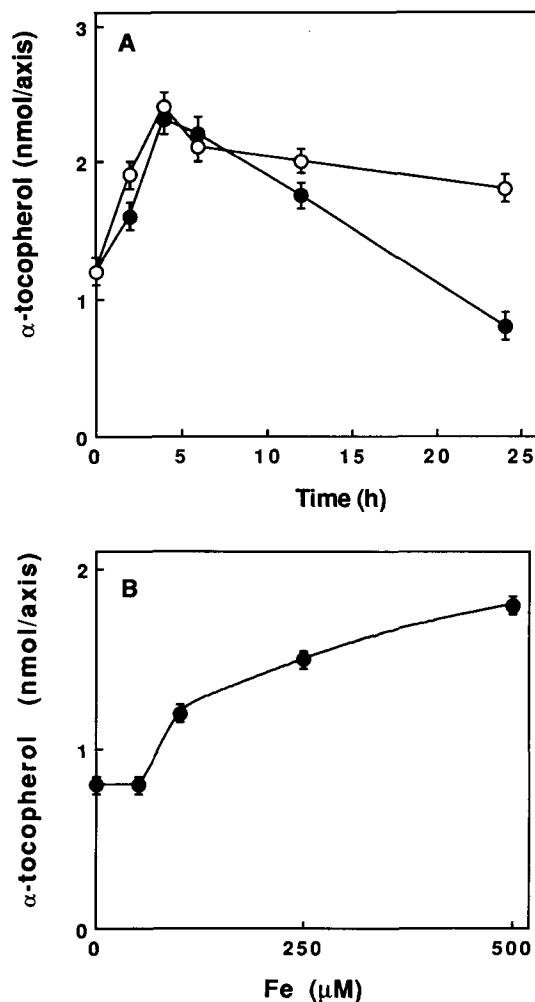 A
α-tocopherol (nmol/axis)
3
2
1
0
0 5 10 15 20 25
Time (h)
B
α-tocopherol (nmol/axis)
2
1
0
0 250 500
Fe (μM)